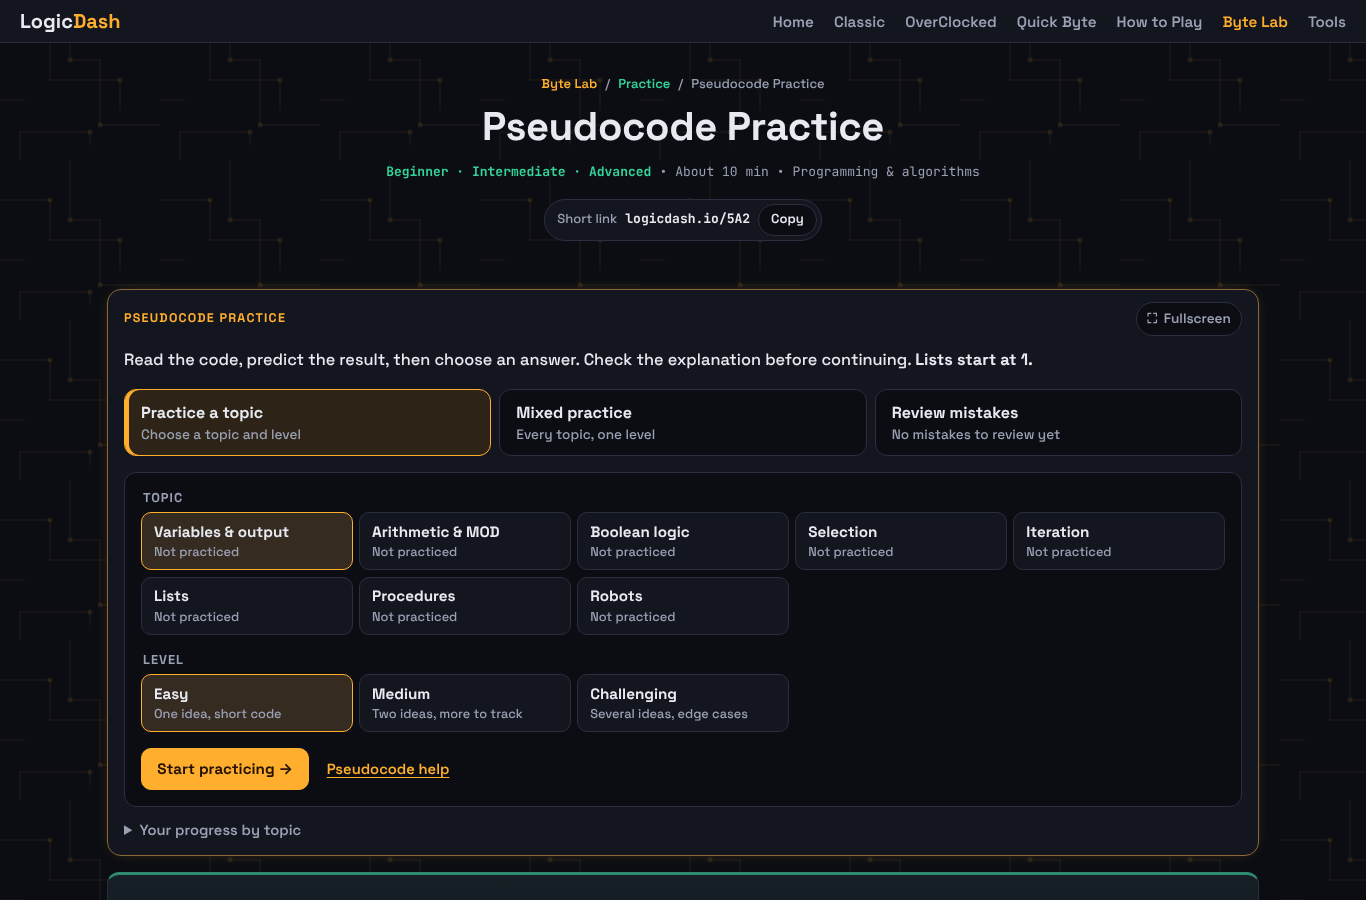 LogicDash
Home Classic OverClocked Quick Byte How to Play Byte Lab Tools
Byte Lab / Practice / Pseudocode Practice
Pseudocode Practice
Beginner · Intermediate · Advanced • About 10 min • Programming & algorithms
Short link logicdash.io/5A2 Copy
PSEUDOCODE PRACTICE
Fullscreen
Read the code, predict the result, then choose an answer. Check the explanation before continuing. Lists start at 1.
Practice a topic
Choose a topic and level
Mixed practice
Every topic, one level
Review mistakes
No mistakes to review yet
TOPIC
Variables & output
Not practiced
Arithmetic & MOD
Not practiced
Boolean logic
Not practiced
Selection
Not practiced
Iteration
Not practiced
Lists
Not practiced
Procedures
Not practiced
Robots
Not practiced
LEVEL
Easy
One idea, short code
Medium
Two ideas, more to track
Challenging
Several ideas, edge cases
Start practicing →
Pseudocode help
Your progress by topic